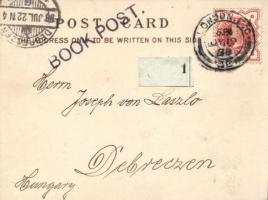 POST CARD
THE ADDRESS ONLY TO BE WRITTEN ON THIS SIDE
BOOK POST.
1
Herrn
Joseph von Laszlo
Debreczen
Hungary.